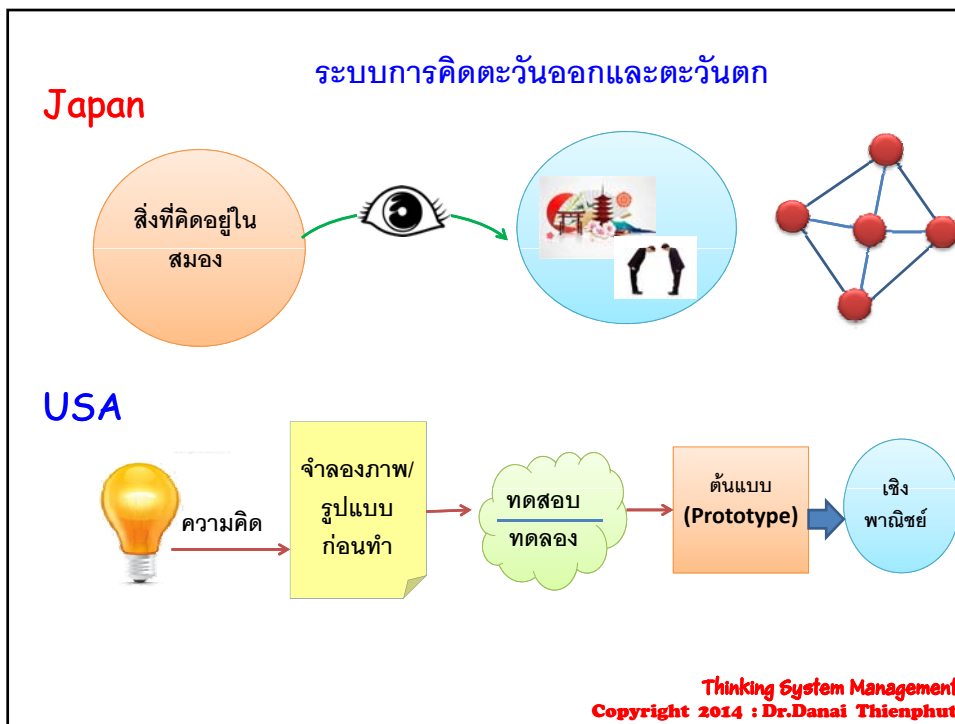 ระบบการคิดตะวันออกและตะวันตก
Japan
สิ่งที่คิดอยู่ใน
สมอง
USA
ความคิด
จำลองภาพ/
รูปแบบ
ก่อนทำ
ทดสอบ
ทดลอง
ต้นแบบ
(Prototype)
เชิง
พาณิชย์
Thinking System Management
Copyright 2014 : Dr.Danai Thienphut